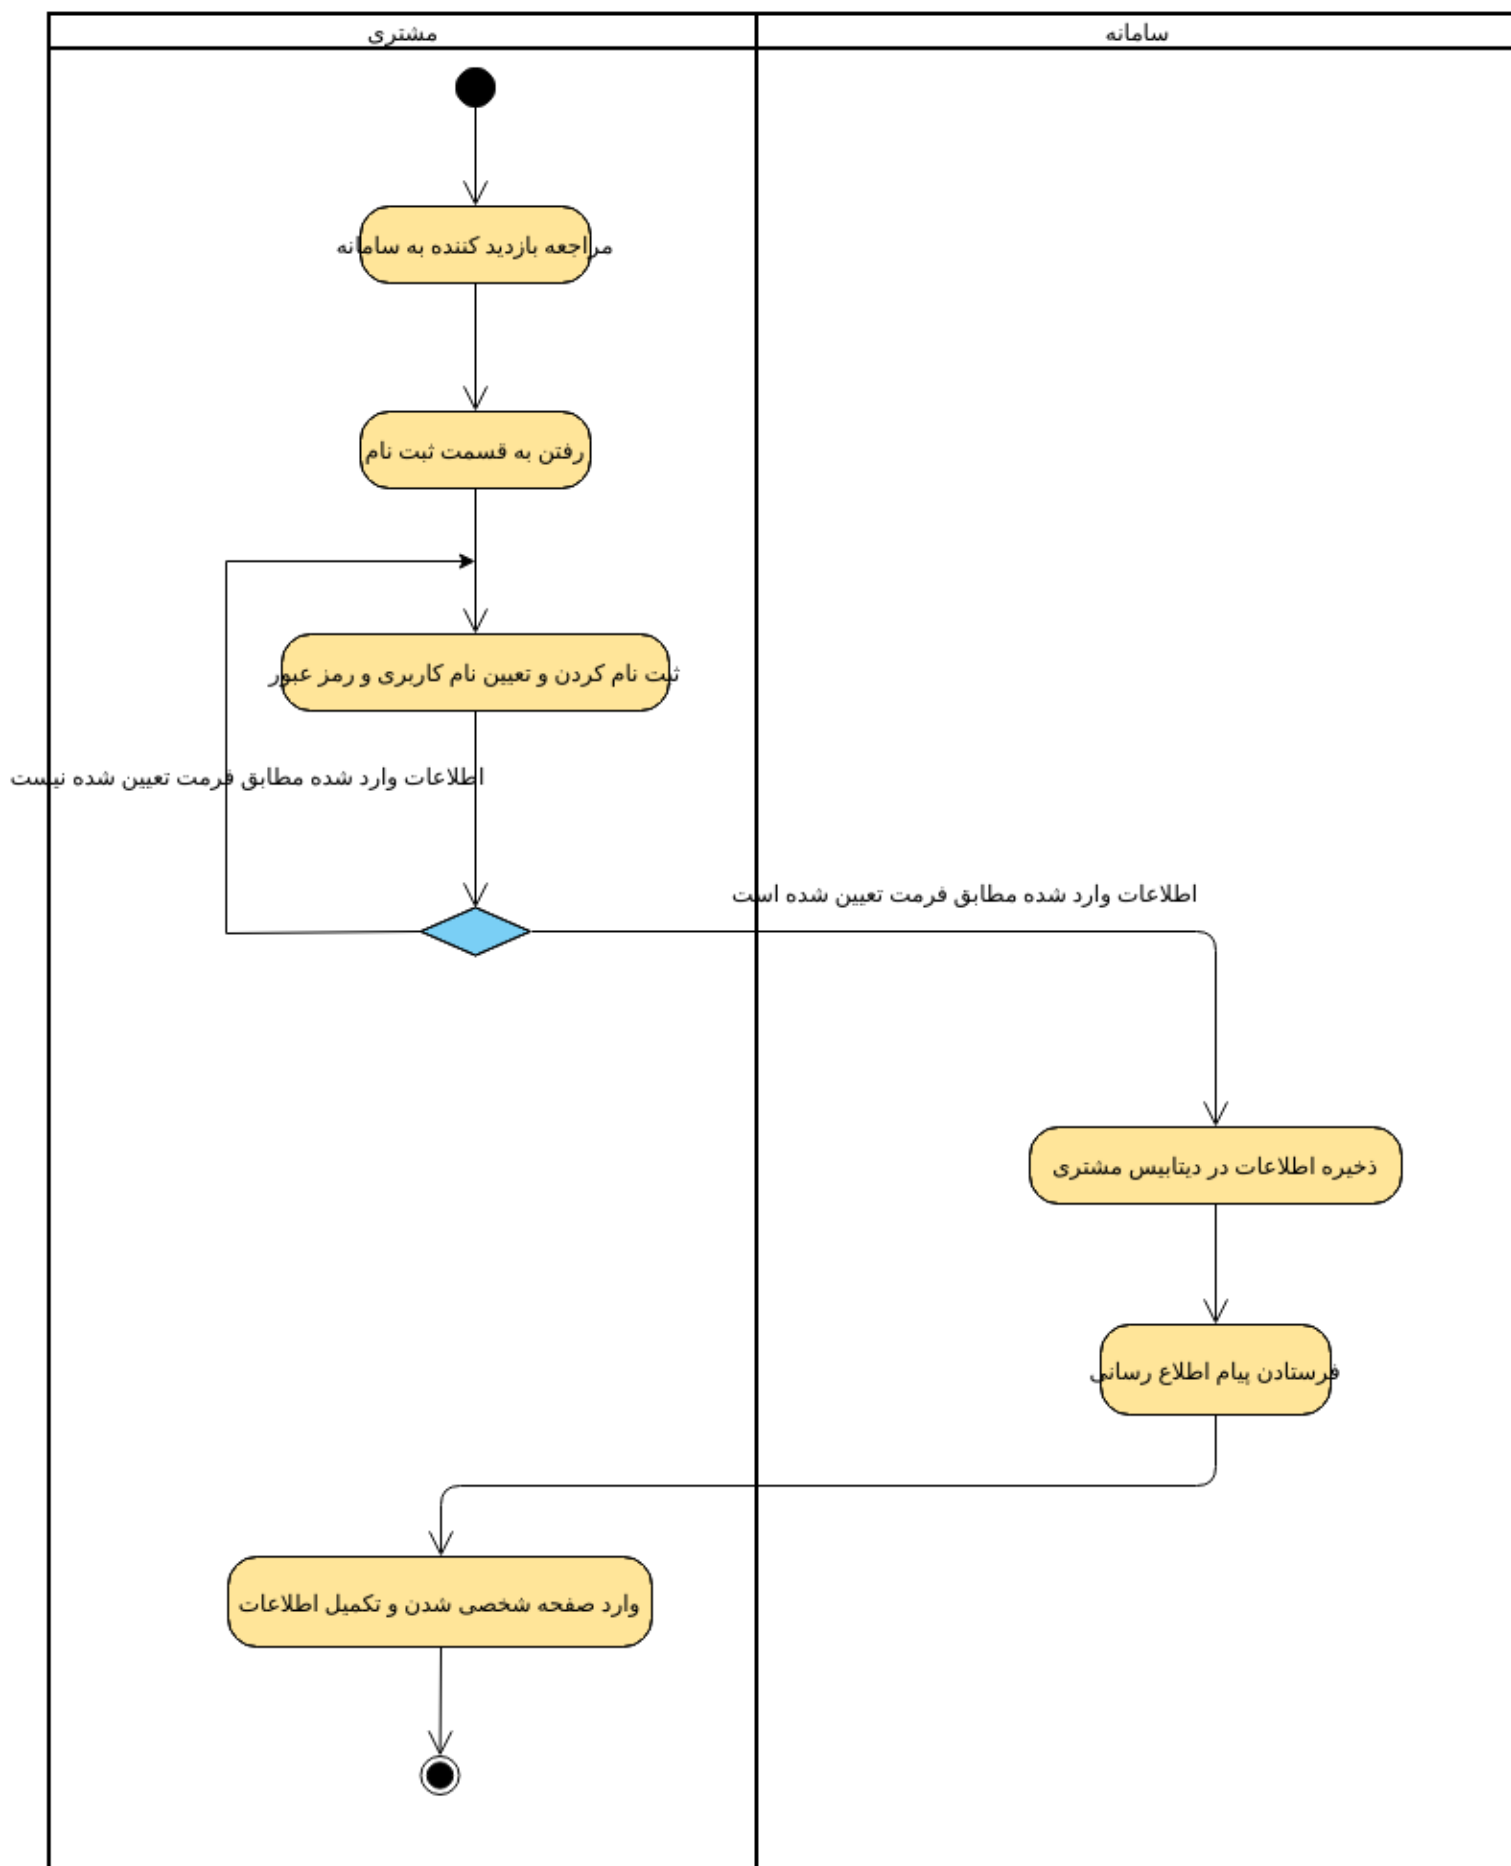 مشتری
سامانه
مراجعه بازدید کننده به سامانه
رفتن به قسمت ثبت نام
ثبت نام کردن و تعیین نام کاربری و رمز عبور
اطلاعات وارد شده مطابق فرمت تعیین شده نیست
اطلاعات وارد شده مطابق فرمت تعیین شده است
ذخیره اطلاعات در دیتابیس مشتری
فرستادن پیام اطلاع رسانی
وارد صفحه شخصی شدن و تکمیل اطلاعات